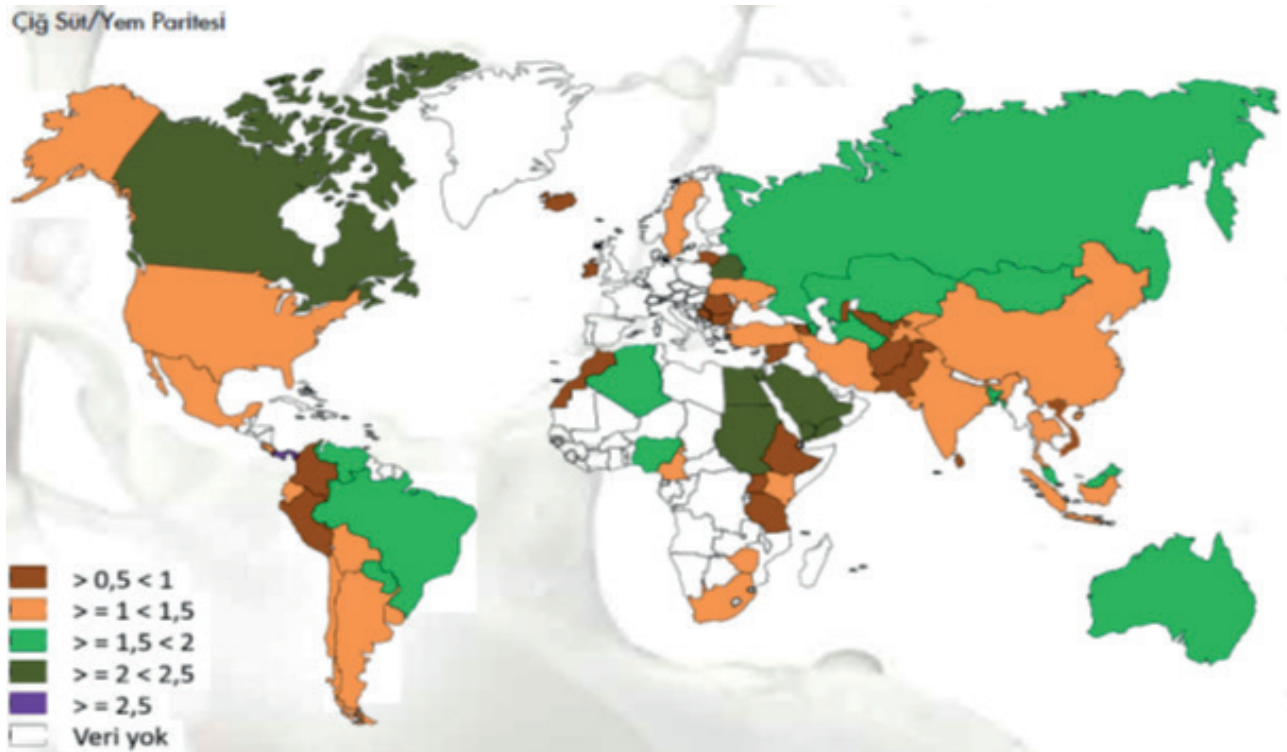 Çiğ Süt/Yem Paritesi
> 0,5 < 1
> = 1 < 1,5
> = 1,5 < 2
> = 2 < 2,5
> = 2,5
Veri yok